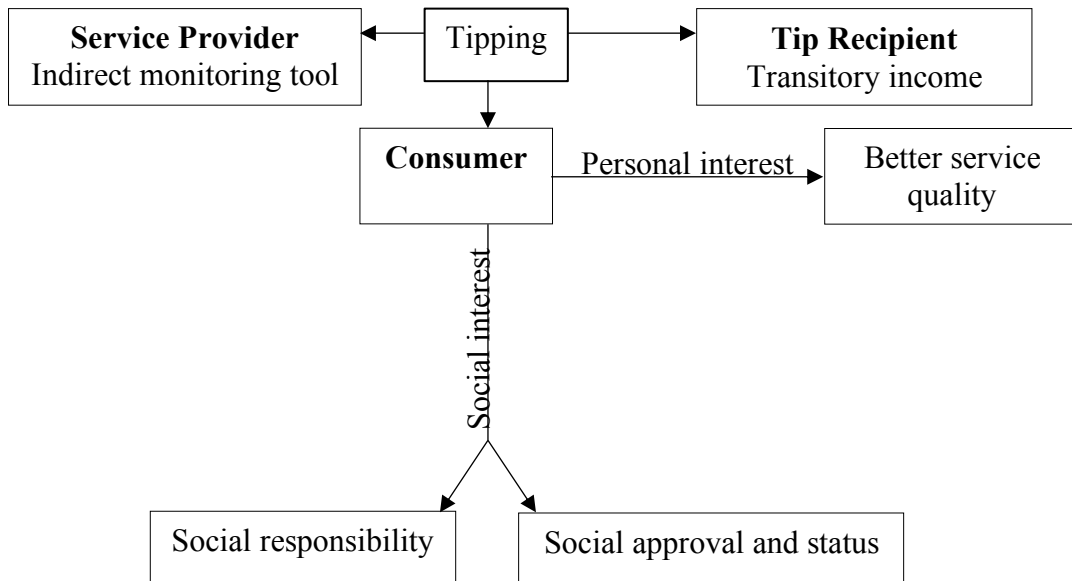 Service Provider
Indirect monitoring tool
Tipping
Tip Recipient
Transitory income
Consumer
Personal interest
Better service
quality
Social interest
Social responsibility
Social approval and status